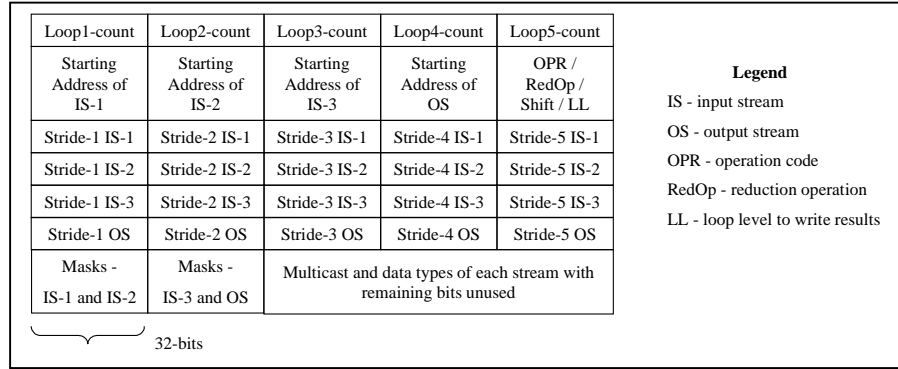 Loop1-count Loop2-count Loop3-count Loop4-count Loop5-count
Starting Address of IS-1
Starting Address of IS-2
Starting Address of IS-3
Starting Address of OS
OPR / RedOp / Shift / LL
Stride-1 IS-1 Stride-2 IS-1 Stride-3 IS-1 Stride-4 IS-1 Stride-5 IS-1
Stride-1 IS-2 Stride-2 IS-2 Stride-3 IS-2 Stride-4 IS-2 Stride-5 IS-2
Stride-1 IS-3 Stride-2 IS-3 Stride-3 IS-3 Stride-4 IS-3 Stride-5 IS-3
Stride-1 OS Stride-2 OS Stride-3 OS Stride-4 OS Stride-5 OS
Masks -
IS-1 and IS-2
Masks -
IS-3 and OS
Multicast and data types of each stream with
remaining bits unused
32-bits
Legend
IS - input stream
OS - output stream
OPR - operation code
RedOp - reduction operation
LL - loop level to write results